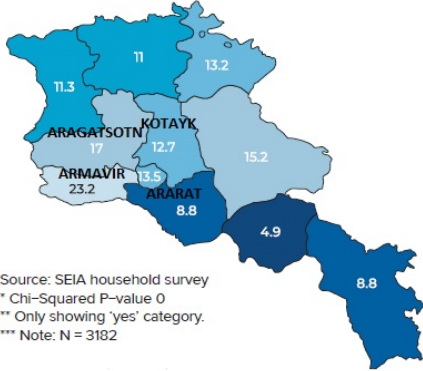 11
13.2
11.3
KOTAYK
ARAGATSOTN
17
12.7
15.2
ARMAVIR
13.5
23.2
ARARAT
8.8
4.9
8.8
Source: SEIA household survey
* Chi-Squared P-value 0
** Only showing 'yes' category.
*** Note: N = 3182